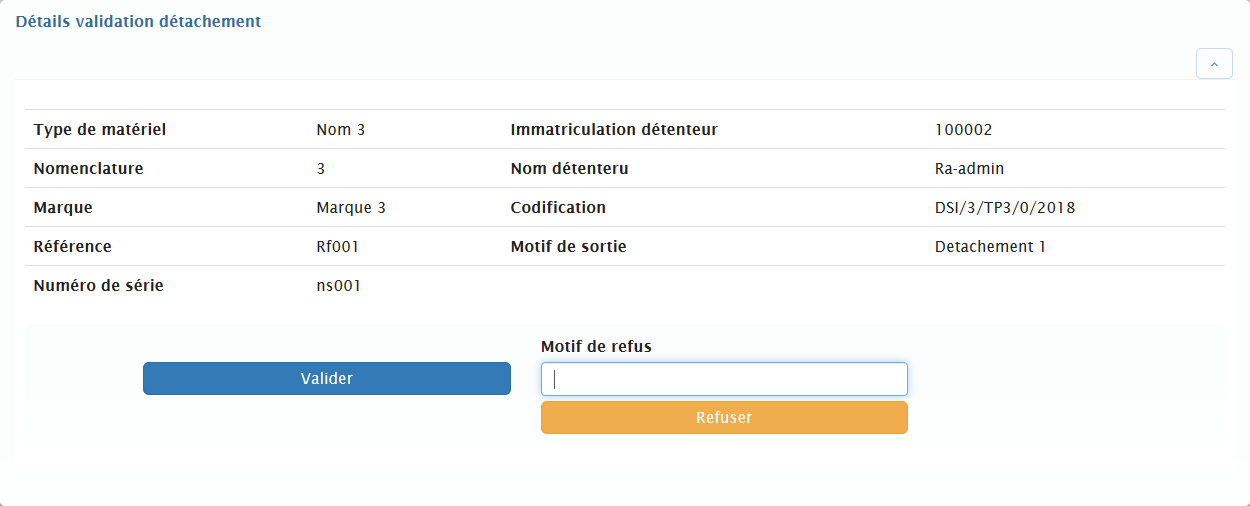 Détails validation détachement
Type de matériel Nom 3 Immatriculation détenteur 100002
Nomenclature 3 Nom détenteru Ra-admin
Marque Marque 3 Codification DSI/3/TP3/0/2018
Référence Rf001 Motif de sortie Detachement 1
Numéro de série ns001
Motif de refus
Valider
Refuser